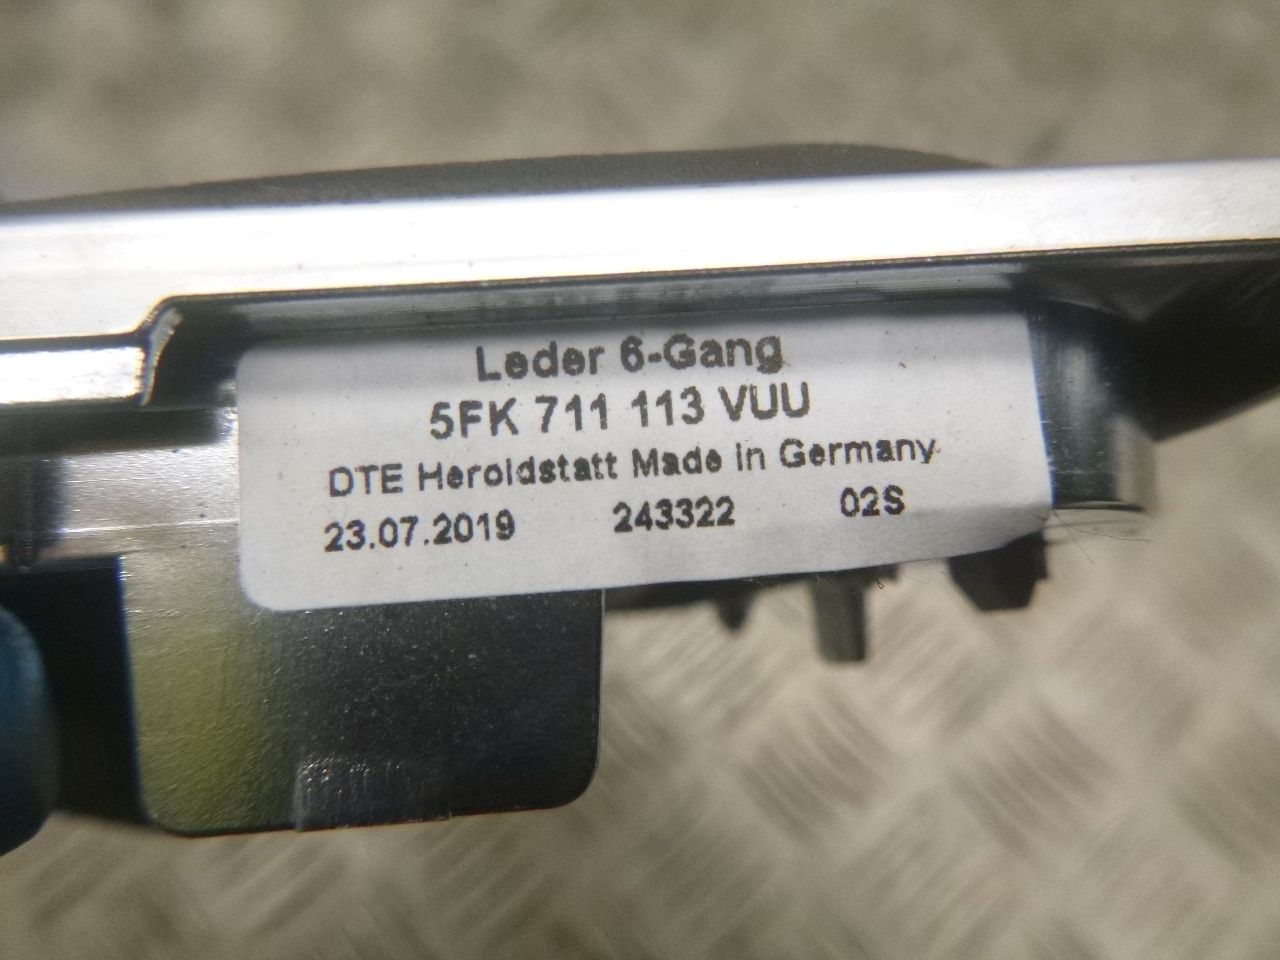 Leder 6-Gang
5FK 711 113 VUU
DTE Heroldstatt Made in Germany
23.07.2019 243322 02S